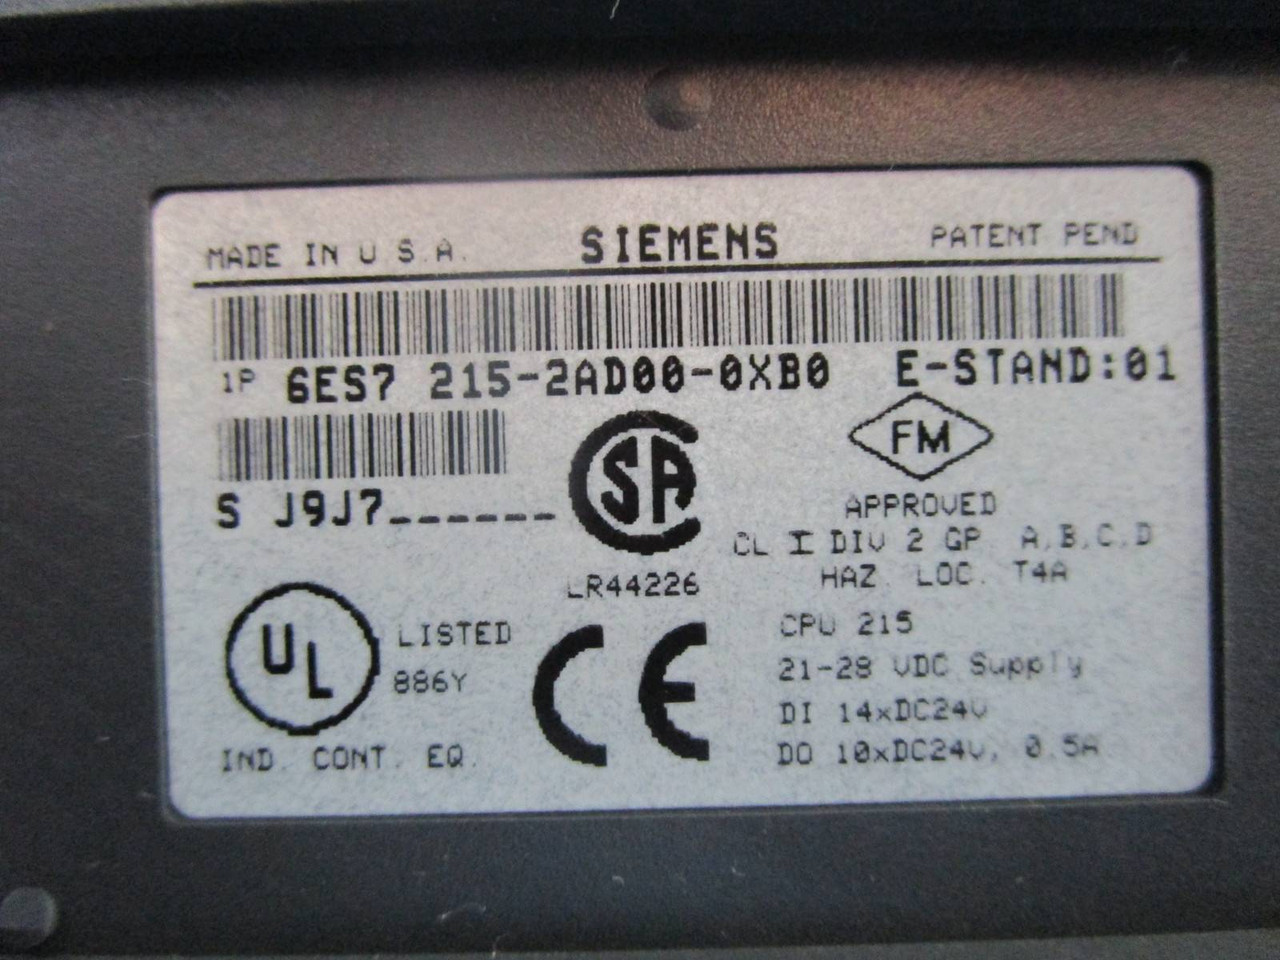 MADE IN U.S.A. SIEMENS PATENT PEND
1P 6ES7 215-2AD00-0XB0 E-STAND:01
S J9J7______
SA
FM
APPROVED
CL I DIV 2 GP A,B,C,D
HAZ. LOC. T4A
LR44226
UL LISTED
886Y
IND. CONT. EQ.
CE
CPU 215
21-28 VDC Supply
DI 14xDC24V
DO 10xDC24V, 0.5A